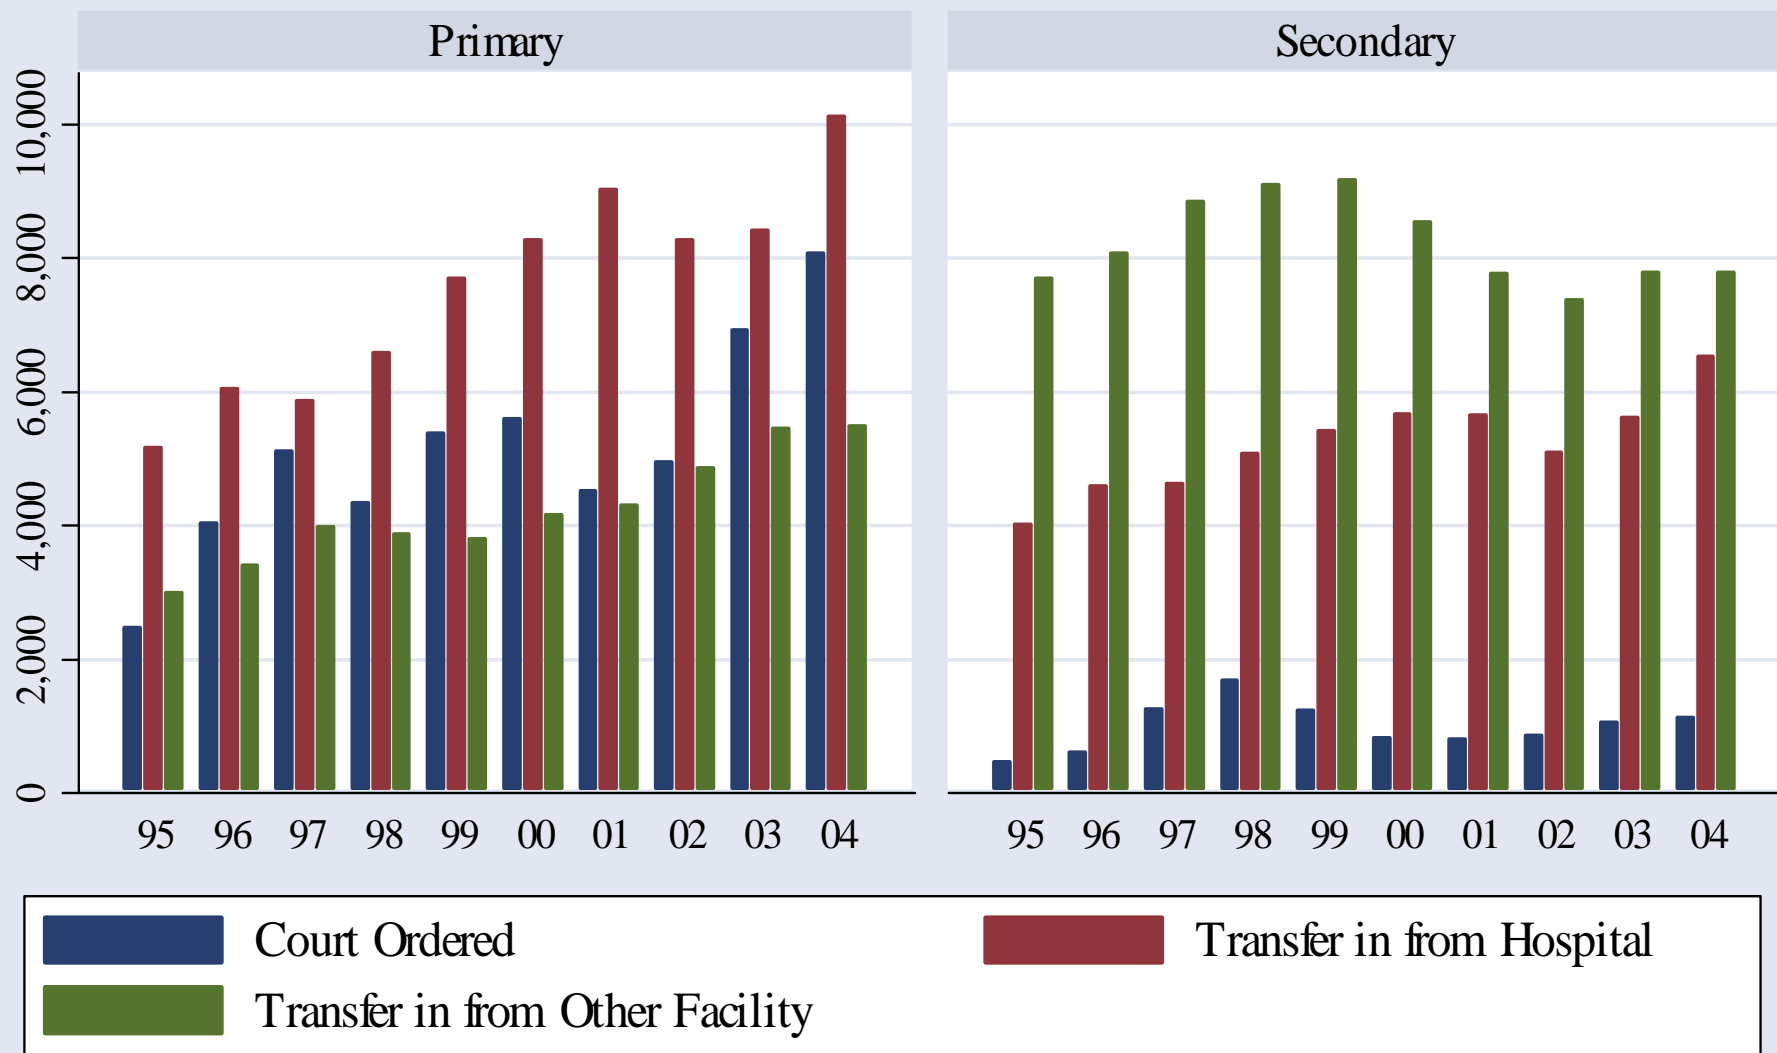 Primary
Secondary
10,000
8,000
6,000
4,000
2,000
0
95 96 97 98 99 00 01 02 03 04
95 96 97 98 99 00 01 02 03 04
Court Ordered
Transfer in from Hospital
Transfer in from Other Facility